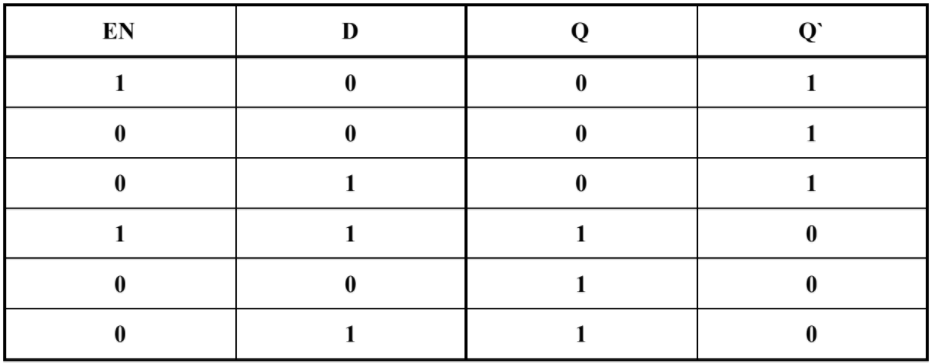 EN D Q Q`
1 0 0 1
0 0 0 1
0 1 0 1
1 1 1 0
0 0 1 0
0 1 1 0